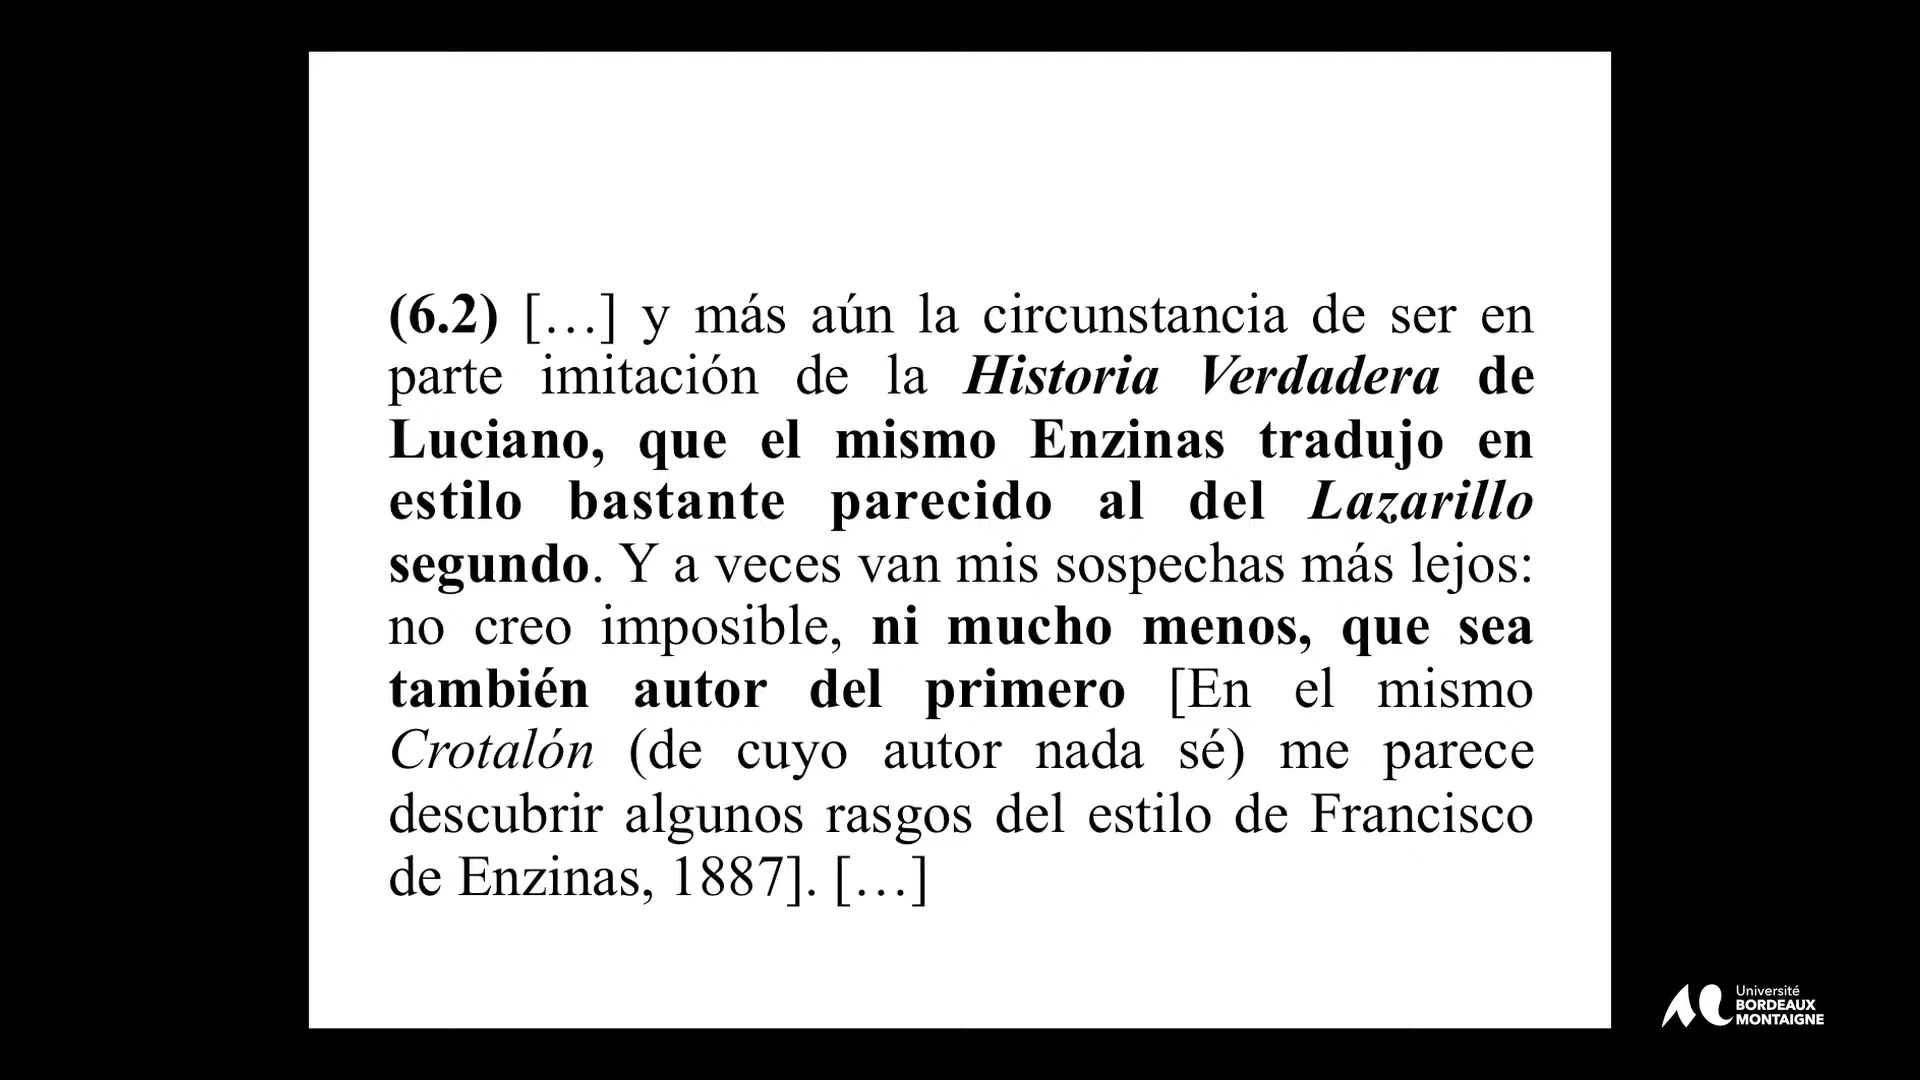 (6.2) […] y más aún la circunstancia de ser en
parte imitación de la Historia Verdadera de
Luciano, que el mismo Enzinas tradujo en
estilo bastante parecido al del Lazarillo
segundo. Y a veces van mis sospechas más lejos:
no creo imposible, ni mucho menos, que sea
también autor del primero [En el mismo
Crotalón (de cuyo autor nada sé) me parece
descubrir algunos rasgos del estilo de Francisco
de Enzinas, 1887]. […]
Université
BORDEAUX
MONTAIGNE